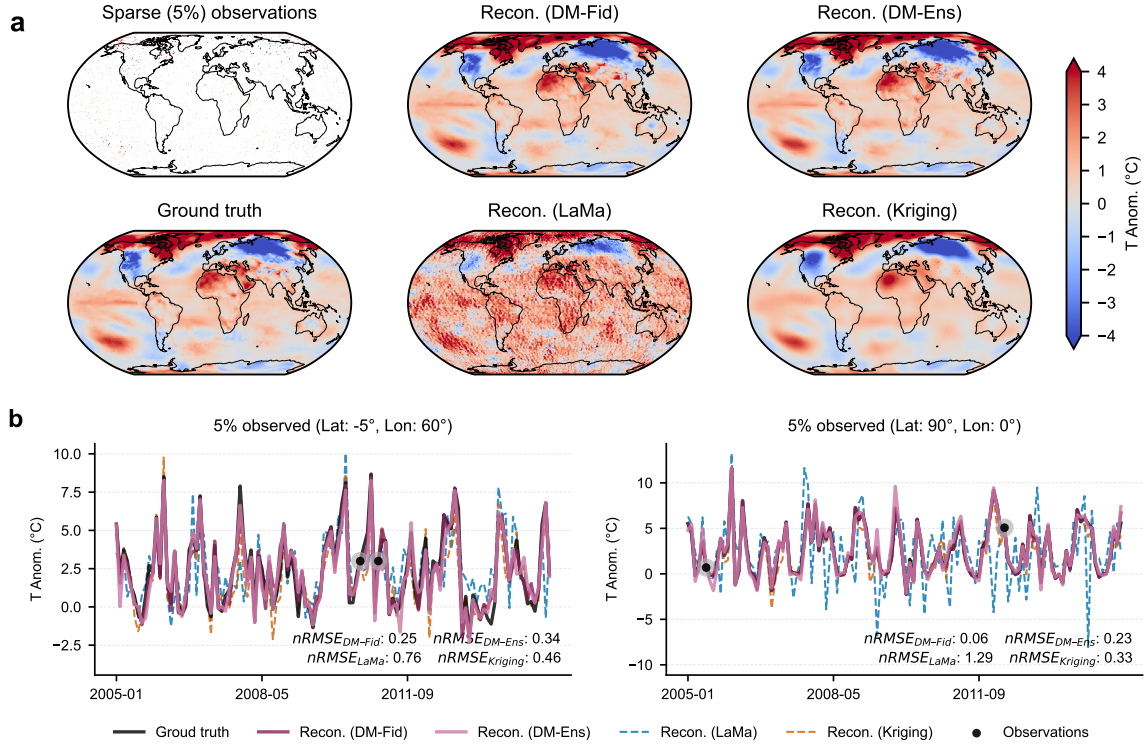 a
Sparse (5%) observations
Recon. (DM-Fid)
Recon. (DM-Ens)
Ground truth
Recon. (LaMa)
Recon. (Kriging)
4
3
2
1
0
−1
−2
−3
−4
T Anom. (°C)
b
5% observed (Lat: -5°, Lon: 60°)
T Anom. (°C)
10.0
7.5
5.0
2.5
0.0
−2.5
nRMSE_DM−Fid: 0.25 nRMSE_DM−Ens: 0.34
nRMSE_LaMa: 0.76 nRMSE_Kriging: 0.46
2005-01 2008-05 2011-09
5% observed (Lat: 90°, Lon: 0°)
T Anom. (°C)
10
5
0
−5
−10
nRMSE_DM−Fid: 0.06 nRMSE_DM−Ens: 0.23
nRMSE_LaMa: 1.29 nRMSE_Kriging: 0.33
2005-01 2008-05 2011-09
Groud truth Recon. (DM-Fid) Recon. (DM-Ens) Recon. (LaMa) Recon. (Kriging) Observations